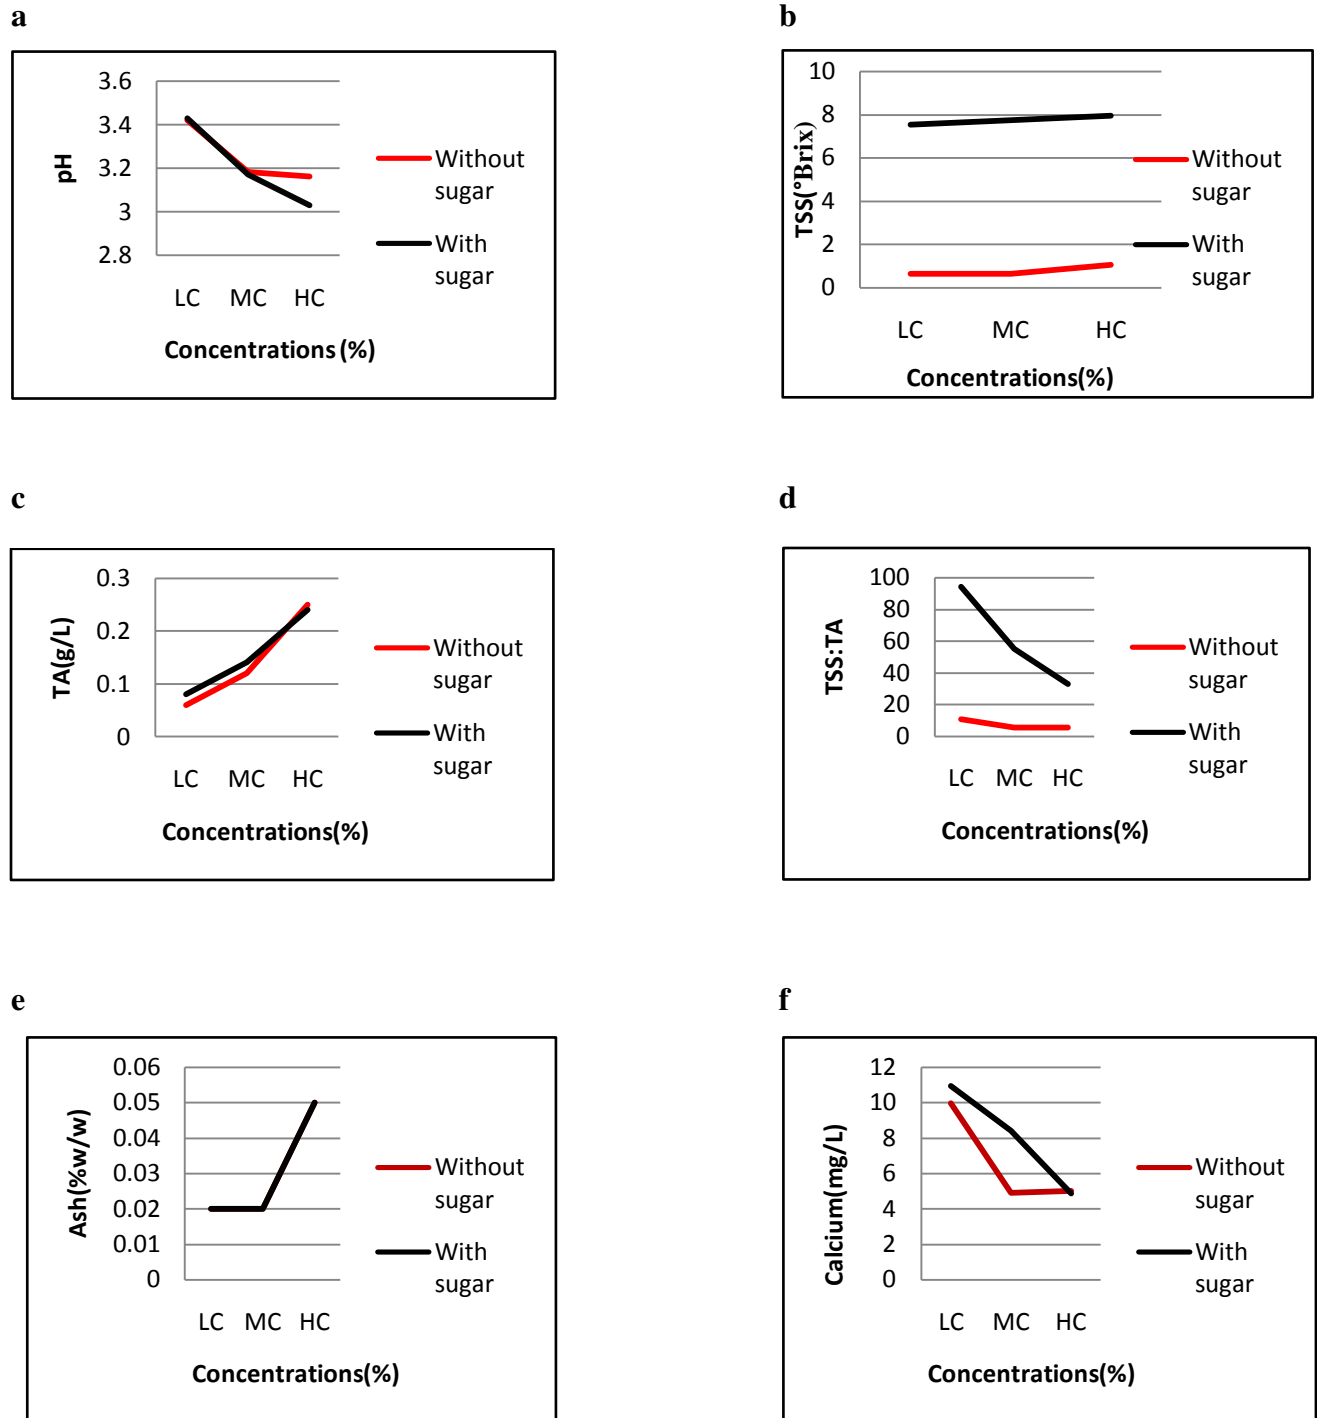 a
3.6
3.4
3.2
3
2.8
pH
LC MC HC
Concentrations (%)
Without
sugar
With
sugar
b
10
8
6
4
2
0
TSS(°Brix)
LC MC HC
Concentrations(%)
Without
sugar
With
sugar
c
0.3
0.2
0.1
0
TA(g/L)
LC MC HC
Concentrations(%)
Without
sugar
With
sugar
d
100
80
60
40
20
0
TSS:TA
LC MC HC
Concentrations(%)
Without
sugar
With
sugar
e
0.06
0.05
0.04
0.03
0.02
0.01
0
Ash(%w/w)
LC MC HC
Concentrations(%)
Without
sugar
With
sugar
f
12
10
8
6
4
2
0
Calcium(mg/L)
LC MC HC
Concentrations(%)
Without
sugar
With
sugar